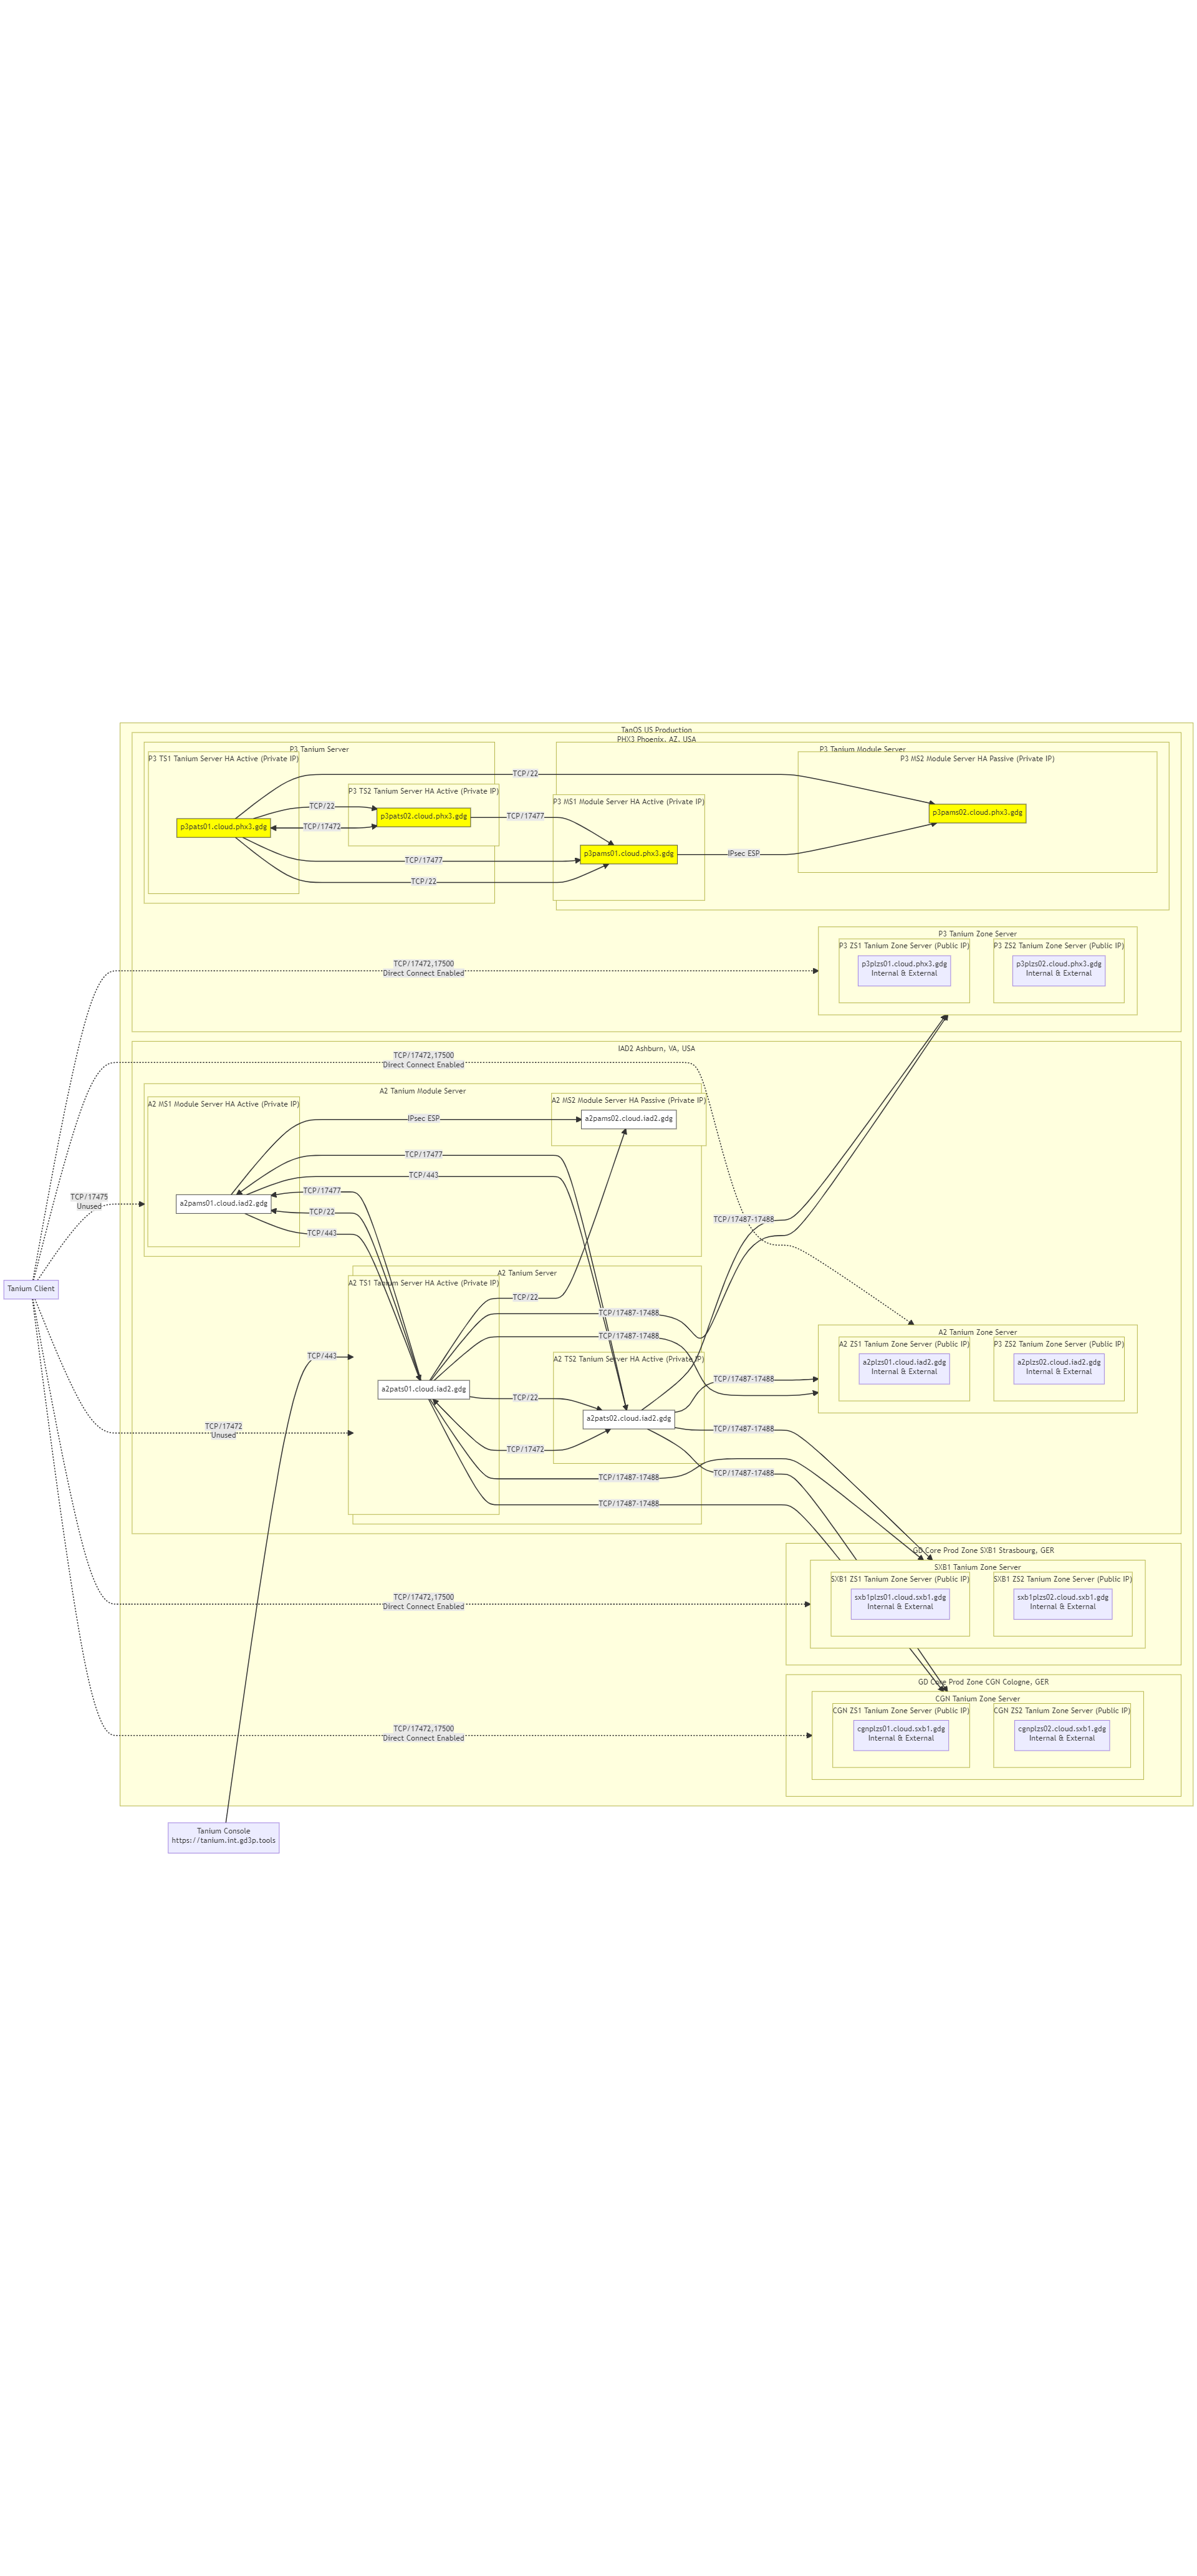 TanOS US Production
PHX3 Phoenix, AZ, USA
P3 Tanium Server
P3 Tanium Module Server
P3 TS1 Tanium Server HA Active (Private IP)
P3 MS2 Module Server HA Passive (Private IP)
TCP/22
P3 TS2 Tanium Server HA Active (Private IP)
P3 MS1 Module Server HA Active (Private IP)
TCP/22
p3pats02.cloud.phx3.gdg
TCP/17477
p3pams02.cloud.phx3.gdg
p3pats01.cloud.phx3.gdg
TCP/17472
p3pams01.cloud.phx3.gdg
IPsec ESP
TCP/17477
TCP/22
P3 Tanium Zone Server
P3 ZS1 Tanium Zone Server (Public IP)
P3 ZS2 Tanium Zone Server (Public IP)
p3plzs01.cloud.phx3.gdg
Internal & External
p3plzs02.cloud.phx3.gdg
Internal & External
TCP/17472,17500
Direct Connect Enabled
IAD2 Ashburn, VA, USA
TCP/17472,17500
Direct Connect Enabled
A2 Tanium Module Server
A2 MS1 Module Server HA Active (Private IP)
A2 MS2 Module Server HA Passive (Private IP)
IPsec ESP
a2pams02.cloud.iad2.gdg
TCP/17477
TCP/443
TCP/17477
TCP/17475
Unused
a2pams01.cloud.iad2.gdg
TCP/22
TCP/17487-17488
TCP/443
A2 Tanium Server
A2 TS1 Tanium Server HA Active (Private IP)
Tanium Client
TCP/22
TCP/17487-17488
TCP/17487-17488
A2 Tanium Zone Server
A2 ZS1 Tanium Zone Server (Public IP)
P3 ZS2 Tanium Zone Server (Public IP)
a2plzs01.cloud.iad2.gdg
Internal & External
a2plzs02.cloud.iad2.gdg
Internal & External
TCP/443
A2 TS2 Tanium Server HA Active (Private IP)
TCP/17487-17488
a2pats01.cloud.iad2.gdg
TCP/22
a2pats02.cloud.iad2.gdg
TCP/17472
Unused
TCP/17487-17488
TCP/17472
TCP/17487-17488
TCP/17487-17488
TCP/17487-17488
GD Core Prod Zone SXB1 Strasbourg, GER
SXB1 Tanium Zone Server
SXB1 ZS1 Tanium Zone Server (Public IP)
SXB1 ZS2 Tanium Zone Server (Public IP)
sxb1plzs01.cloud.sxb1.gdg
Internal & External
sxb1plzs02.cloud.sxb1.gdg
Internal & External
TCP/17472,17500
Direct Connect Enabled
GD Core Prod Zone CGN Cologne, GER
CGN Tanium Zone Server
CGN ZS1 Tanium Zone Server (Public IP)
CGN ZS2 Tanium Zone Server (Public IP)
cgnplzs01.cloud.sxb1.gdg
Internal & External
cgnplzs02.cloud.sxb1.gdg
Internal & External
TCP/17472,17500
Direct Connect Enabled
Tanium Console
https://tanium.int.gd3p.tools